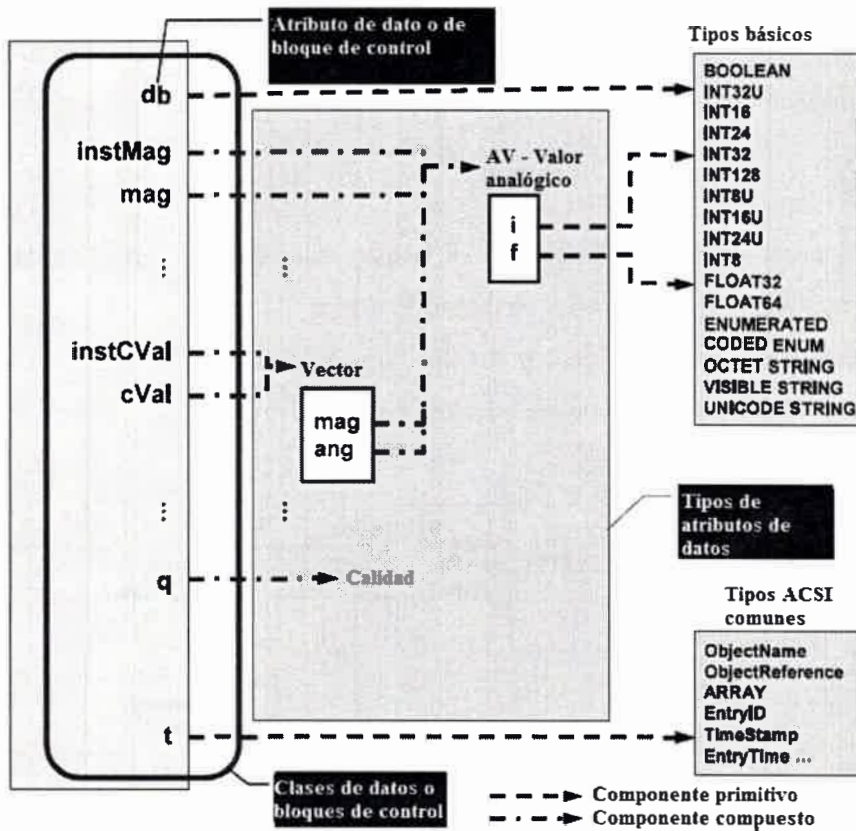 Atributo de dato o de
bloque de control
db
instMag
mag
...
instCVal
cVal
...
q
t
Clases de datos o
bloques de control
...
Vector
mag
ang
...
Calidad
AV - Valor
analógico
i
f
Tipos básicos
BOOLEAN
INT32U
INT16
INT24
INT32
INT128
INT8U
INT16U
INT24U
INT8
FLOAT32
FLOAT64
ENUMERATED
CODED ENUM
OCTET STRING
VISIBLE STRING
UNICODE STRING
Tipos de
atributos de
datos
Tipos ACSI
comunes
ObjectName
ObjectReference
ARRAY
EntryID
TimeStamp
EntryTime ...
Componente primitivo
Componente compuesto